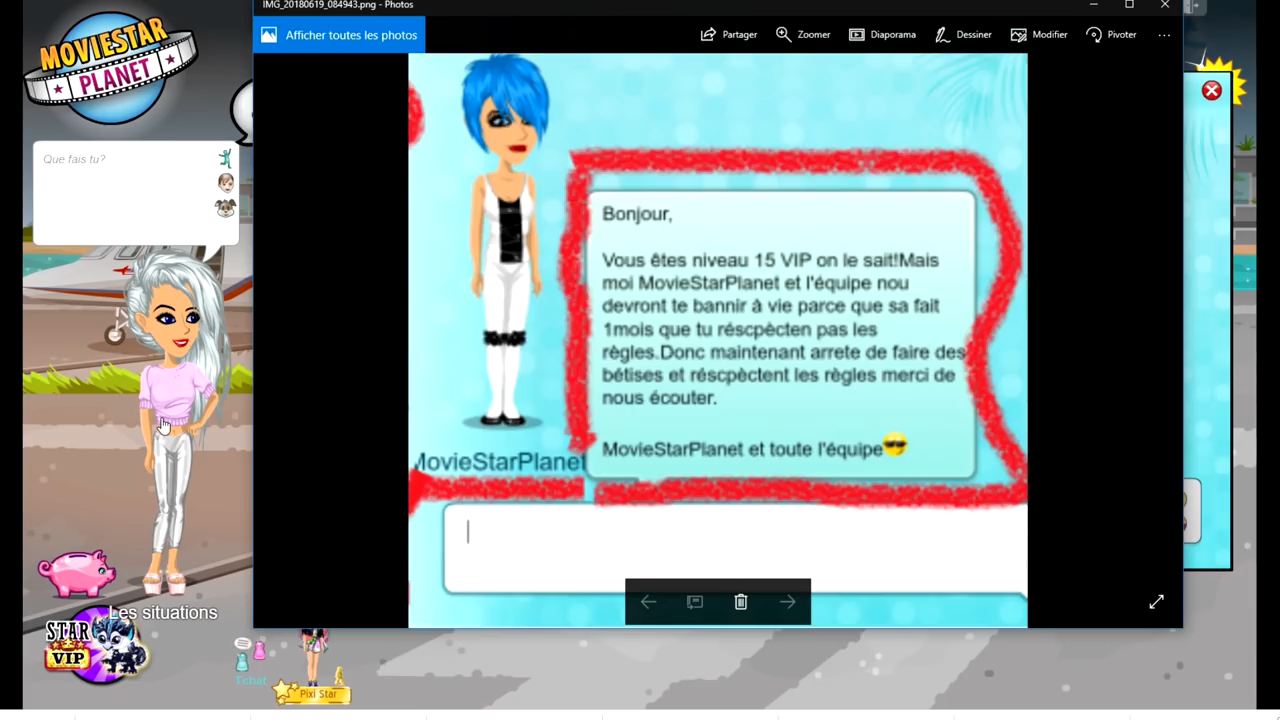 IMG_20180619_084943.png - Photos
Afficher toutes les photos
Partager
Zoomer
Diaporama
Dessiner
Modifier
Pivoter
MOVIESTAR
PLANET
Que fais tu?
Bonjour,
Vous êtes niveau 15 VIP on le sait!Mais
moi MovieStarPlanet et l'équipe nou
devront te bannir à vie parce que sa fait
1mois que tu réscpècten pas les
règles.Donc maintenant arrete de faire des
bétises et réscpèctent les règles merci de
nous écouter.
MovieStarPlanet et toute l'équipe
MovieStarPlanet
Les situations
STAR
VIP
Tchat
Pixi Star